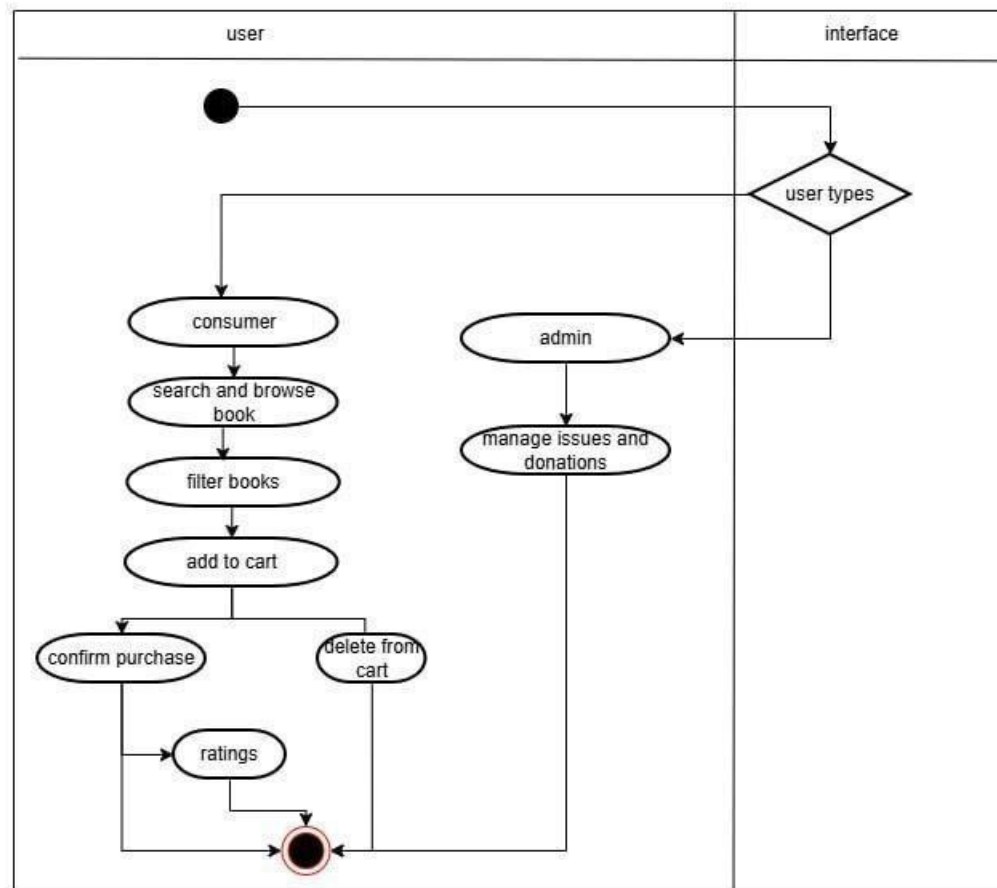 user
interface
user types
consumer
admin
search and browse
book
manage issues and
donations
filter books
add to cart
confirm purchase
delete from
cart
ratings